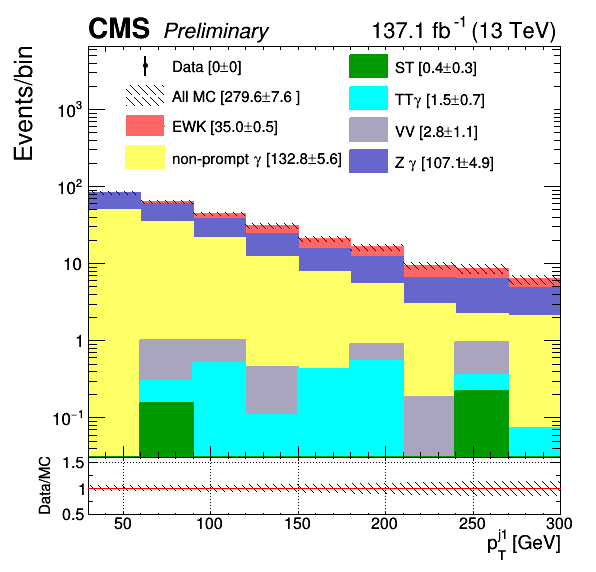 CMS Preliminary 137.1 fb⁻¹ (13 TeV)
Events/bin
Data [0±0]
All MC [279.6±7.6 ]
EWK [35.0±0.5]
non-prompt γ [132.8±5.6]
ST [0.4±0.3]
TTγ [1.5±0.7]
VV [2.8±1.1]
Z γ [107.1±4.9]
10³
10²
10
1
10⁻¹
Data/MC
1.5
1
0.5
50 100 150 200 250 300
p_T^j1 [GeV]